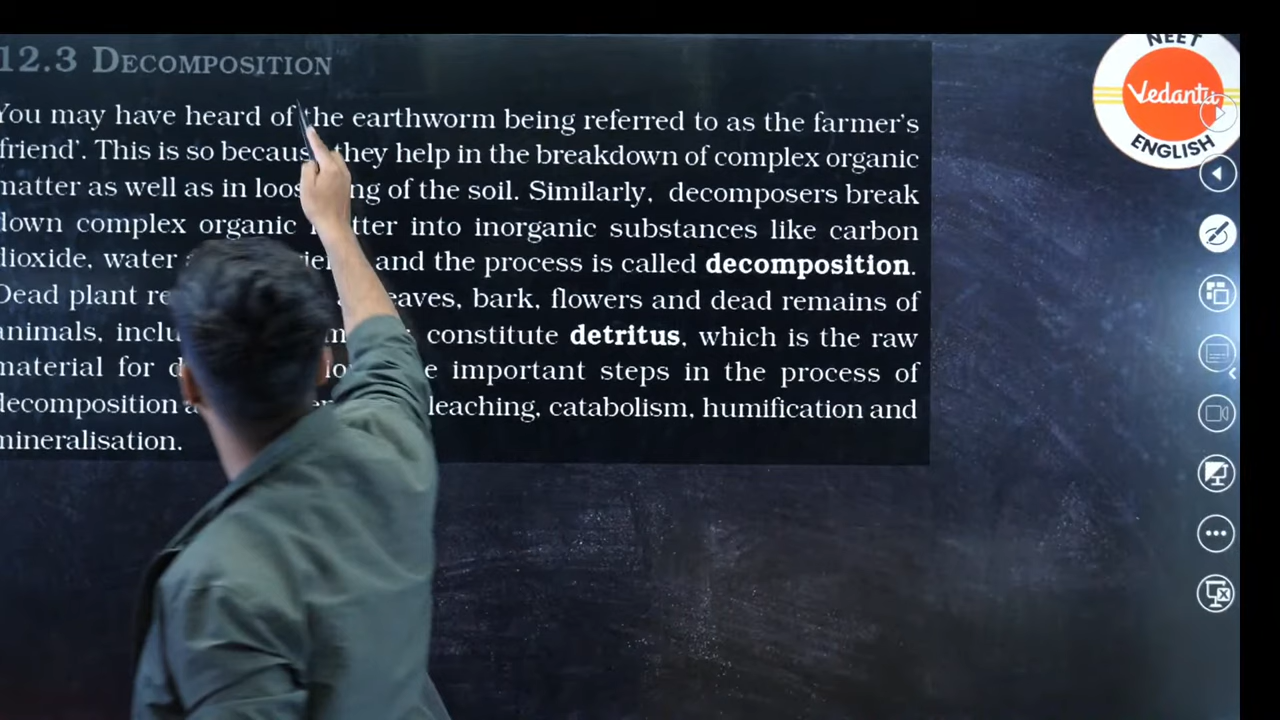 12.3 DECOMPOSITION
You may have heard of the earthworm being referred to as the farmer's
friend'. This is so because they help in the breakdown of complex organic
matter as well as in loos ng of the soil. Similarly, decomposers break
down complex organic tter into inorganic substances like carbon
dioxide, water and the process is called decomposition.
Dead plant re eaves, bark, flowers and dead remains of
animals, inclu constitute detritus, which is the raw
material for d important steps in the process of
decomposition leaching, catabolism, humification and
mineralisation.
NEET
Vedantu
ENGLISH